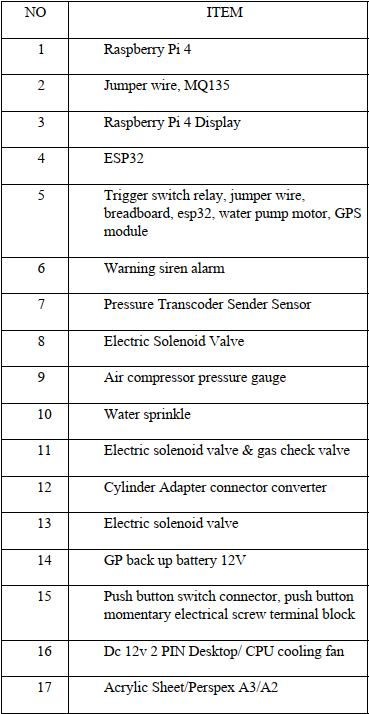 NO ITEM
1 Raspberry Pi 4
2 Jumper wire, MQ135
3 Raspberry Pi 4 Display
4 ESP32
5 Trigger switch relay, jumper wire,
breadboard, esp32, water pump motor, GPS
module
6 Warning siren alarm
7 Pressure Transcoder Sender Sensor
8 Electric Solenoid Valve
9 Air compressor pressure gauge
10 Water sprinkle
11 Electric solenoid valve & gas check valve
12 Cylinder Adapter connector converter
13 Electric solenoid valve
14 GP back up battery 12V
15 Push button switch connector, push button
momentary electrical screw terminal block
16 Dc 12v 2 PIN Desktop/ CPU cooling fan
17 Acrylic Sheet/Perspex A3/A2